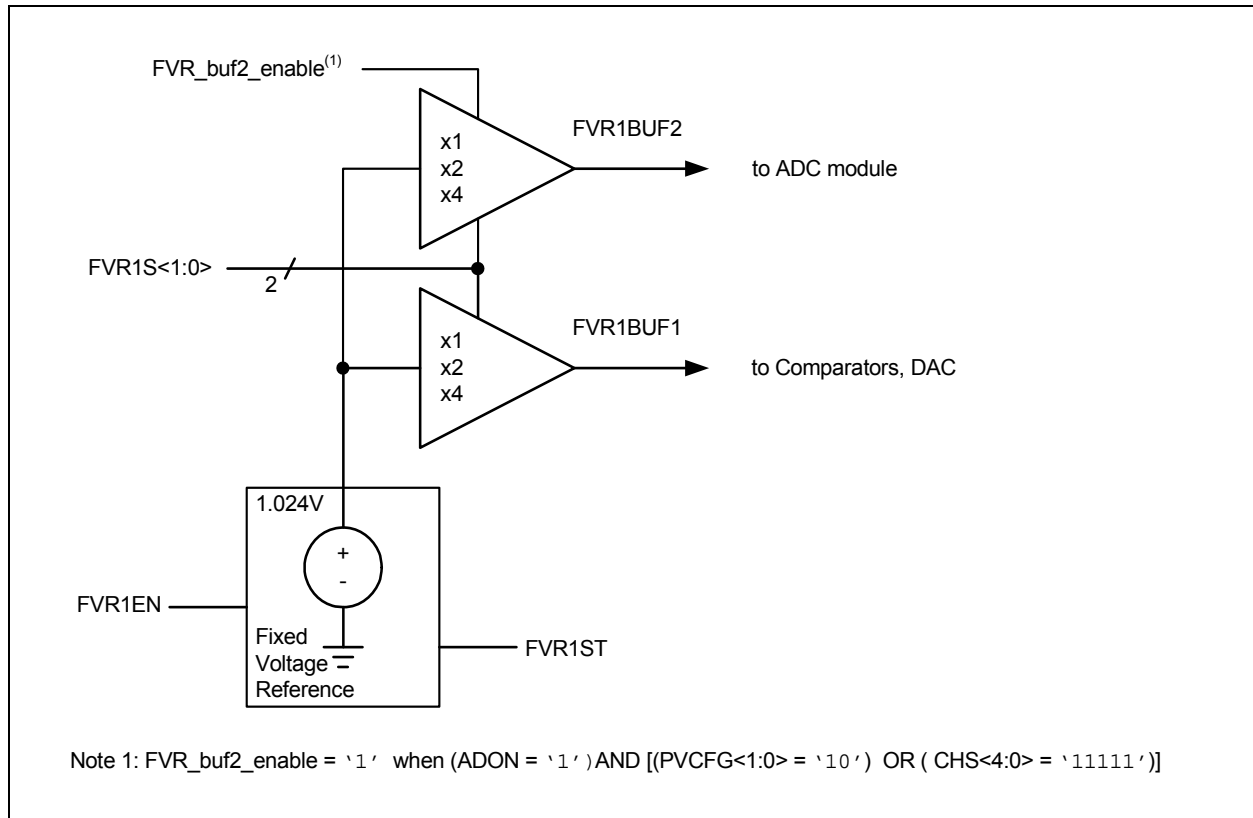 FVR_buf2_enable(1)
x1
x2
x4
FVR1BUF2
to ADC module
FVR1S<1:0>
2
x1
x2
x4
FVR1BUF1
to Comparators, DAC
1.024V
+
-
FVR1EN
Fixed
Voltage
Reference
FVR1ST
Note 1: FVR_buf2_enable = ‘1’ when (ADON = ‘1’)AND [(PVCFG<1:0> = ‘10’) OR ( CHS<4:0> = ‘11111’)]